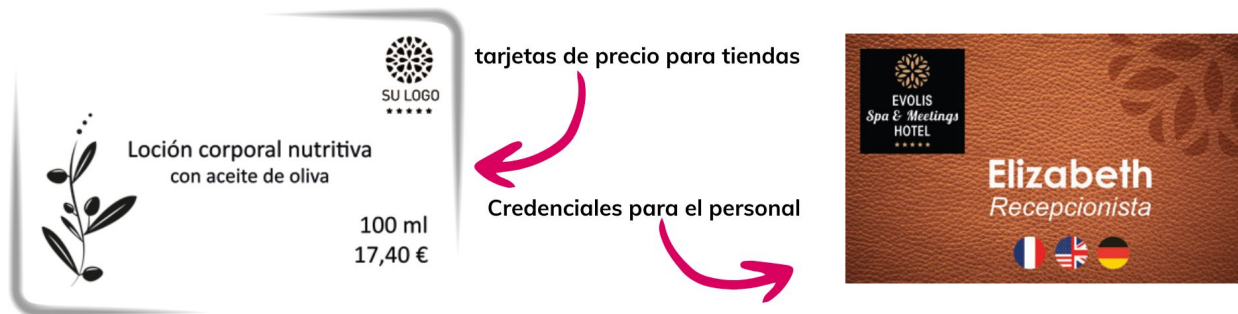 SU LOGO
Loción corporal nutritiva
con aceite de oliva
100 ml
17,40 €
tarjetas de precio para tiendas
Credenciales para el personal
EVOLIS
Spa & Meetings
HOTEL
Elizabeth
Recepcionista